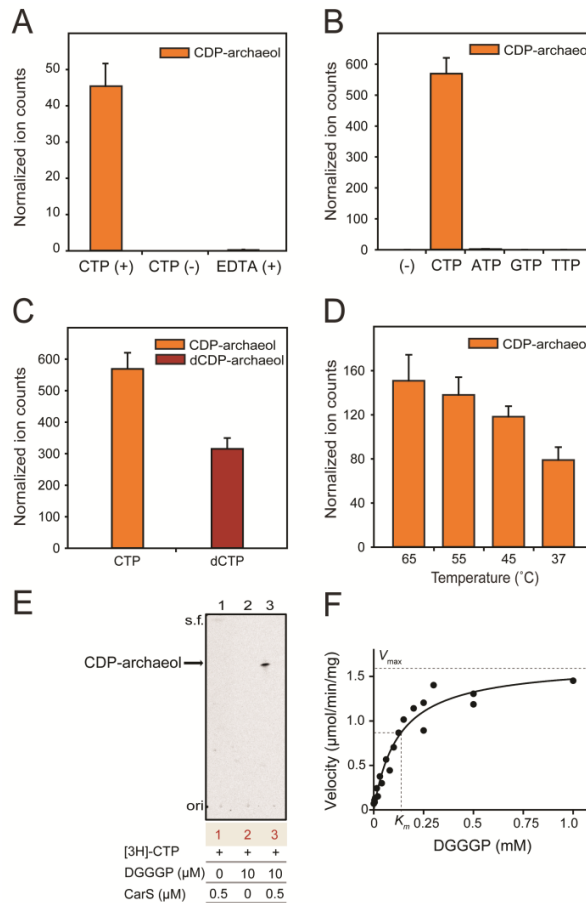 A
CDP-archaeol
Nornalized ion counts
50
40
30
20
10
0
CTP (+) CTP (-) EDTA (+)
B
CDP-archaeol
Normalized ion counts
600
500
400
300
200
100
0
(-) CTP ATP GTP TTP
C
CDP-archaeol
dCDP-archaeol
Normalized ion counts
600
500
400
300
200
100
0
CTP dCTP
D
CDP-archaeol
Normalized ion counts
160
120
80
40
0
65 55 45 37
Temperature (˚C)
E
1 2 3
s.f.
CDP-archaeol
ori
1 2 3
[3H]-CTP + + +
DGGGP (µM) 0 10 10
CarS (µM) 0.5 0 0.5
F
Vmax
Velocity (µmol/min/mg)
1.5
1.0
0.5
0.0
0 0.25 0.50 0.75 1.0
Km
DGGGP (mM)